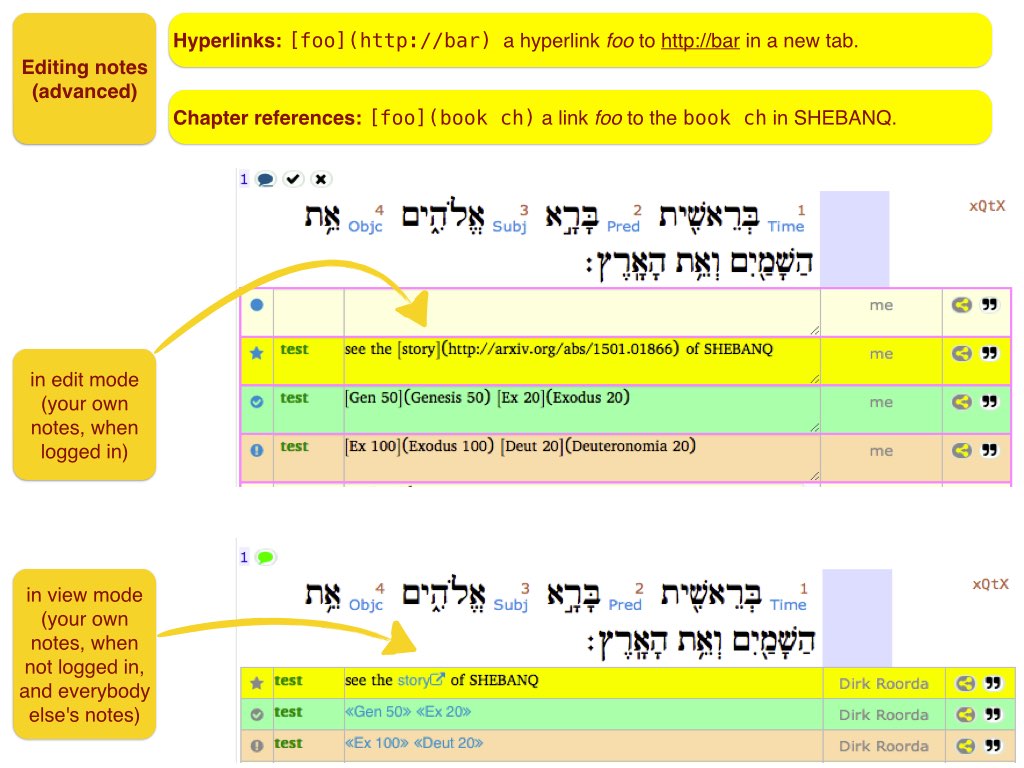 Editing notes
(advanced)
Hyperlinks: [foo](http://bar) a hyperlink foo to http://bar in a new tab.
Chapter references: [foo](book ch) a link foo to the book ch in SHEBANQ.
1
xQtX
1 Time בְּרֵאשִׁ֖ית 2 Pred בָּרָ֣א 3 Subj אֱלֹהִ֑ים 4 Objc אֵ֥ת
הַשָּׁמַ֖יִם וְאֵ֥ת הָאָֽרֶץ׃
me
test see the [story](http://arxiv.org/abs/1501.01866) of SHEBANQ me
test [Gen 50](Genesis 50) [Ex 20](Exodus 20) me
test [Ex 100](Exodus 100) [Deut 20](Deuteronomia 20) me
in edit mode
(your own
notes, when
logged in)
1
xQtX
1 Time בְּרֵאשִׁ֖ית 2 Pred בָּרָ֣א 3 Subj אֱלֹהִ֑ים 4 Objc אֵ֥ת
הַשָּׁמַ֖יִם וְאֵ֥ת הָאָֽרֶץ׃
test see the story of SHEBANQ Dirk Roorda
test «Gen 50» «Ex 20» Dirk Roorda
test «Ex 100» «Deut 20» Dirk Roorda
in view mode
(your own
notes, when
not logged in,
and everybody
else's notes)